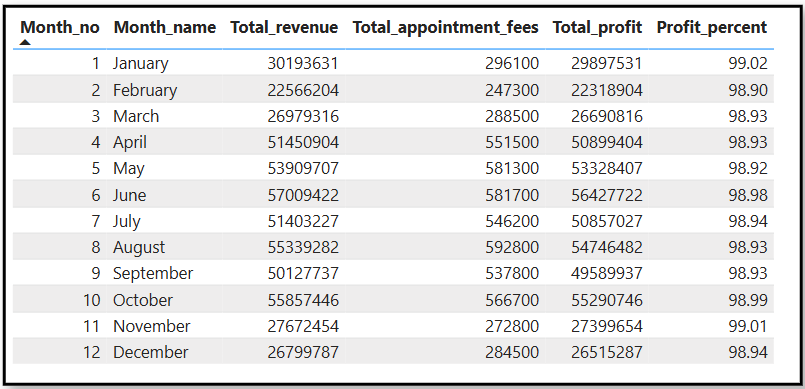 Month_no Month_name Total_revenue Total_appointment_fees Total_profit Profit_percent
1 January 30193631 296100 29897531 99.02
2 February 22566204 247300 22318904 98.90
3 March 26979316 288500 26690816 98.93
4 April 51450904 551500 50899404 98.93
5 May 53909707 581300 53328407 98.92
6 June 57009422 581700 56427722 98.98
7 July 51403227 546200 50857027 98.94
8 August 55339282 592800 54746482 98.93
9 September 50127737 537800 49589937 98.93
10 October 55857446 566700 55290746 98.99
11 November 27672454 272800 27399654 99.01
12 December 26799787 284500 26515287 98.94